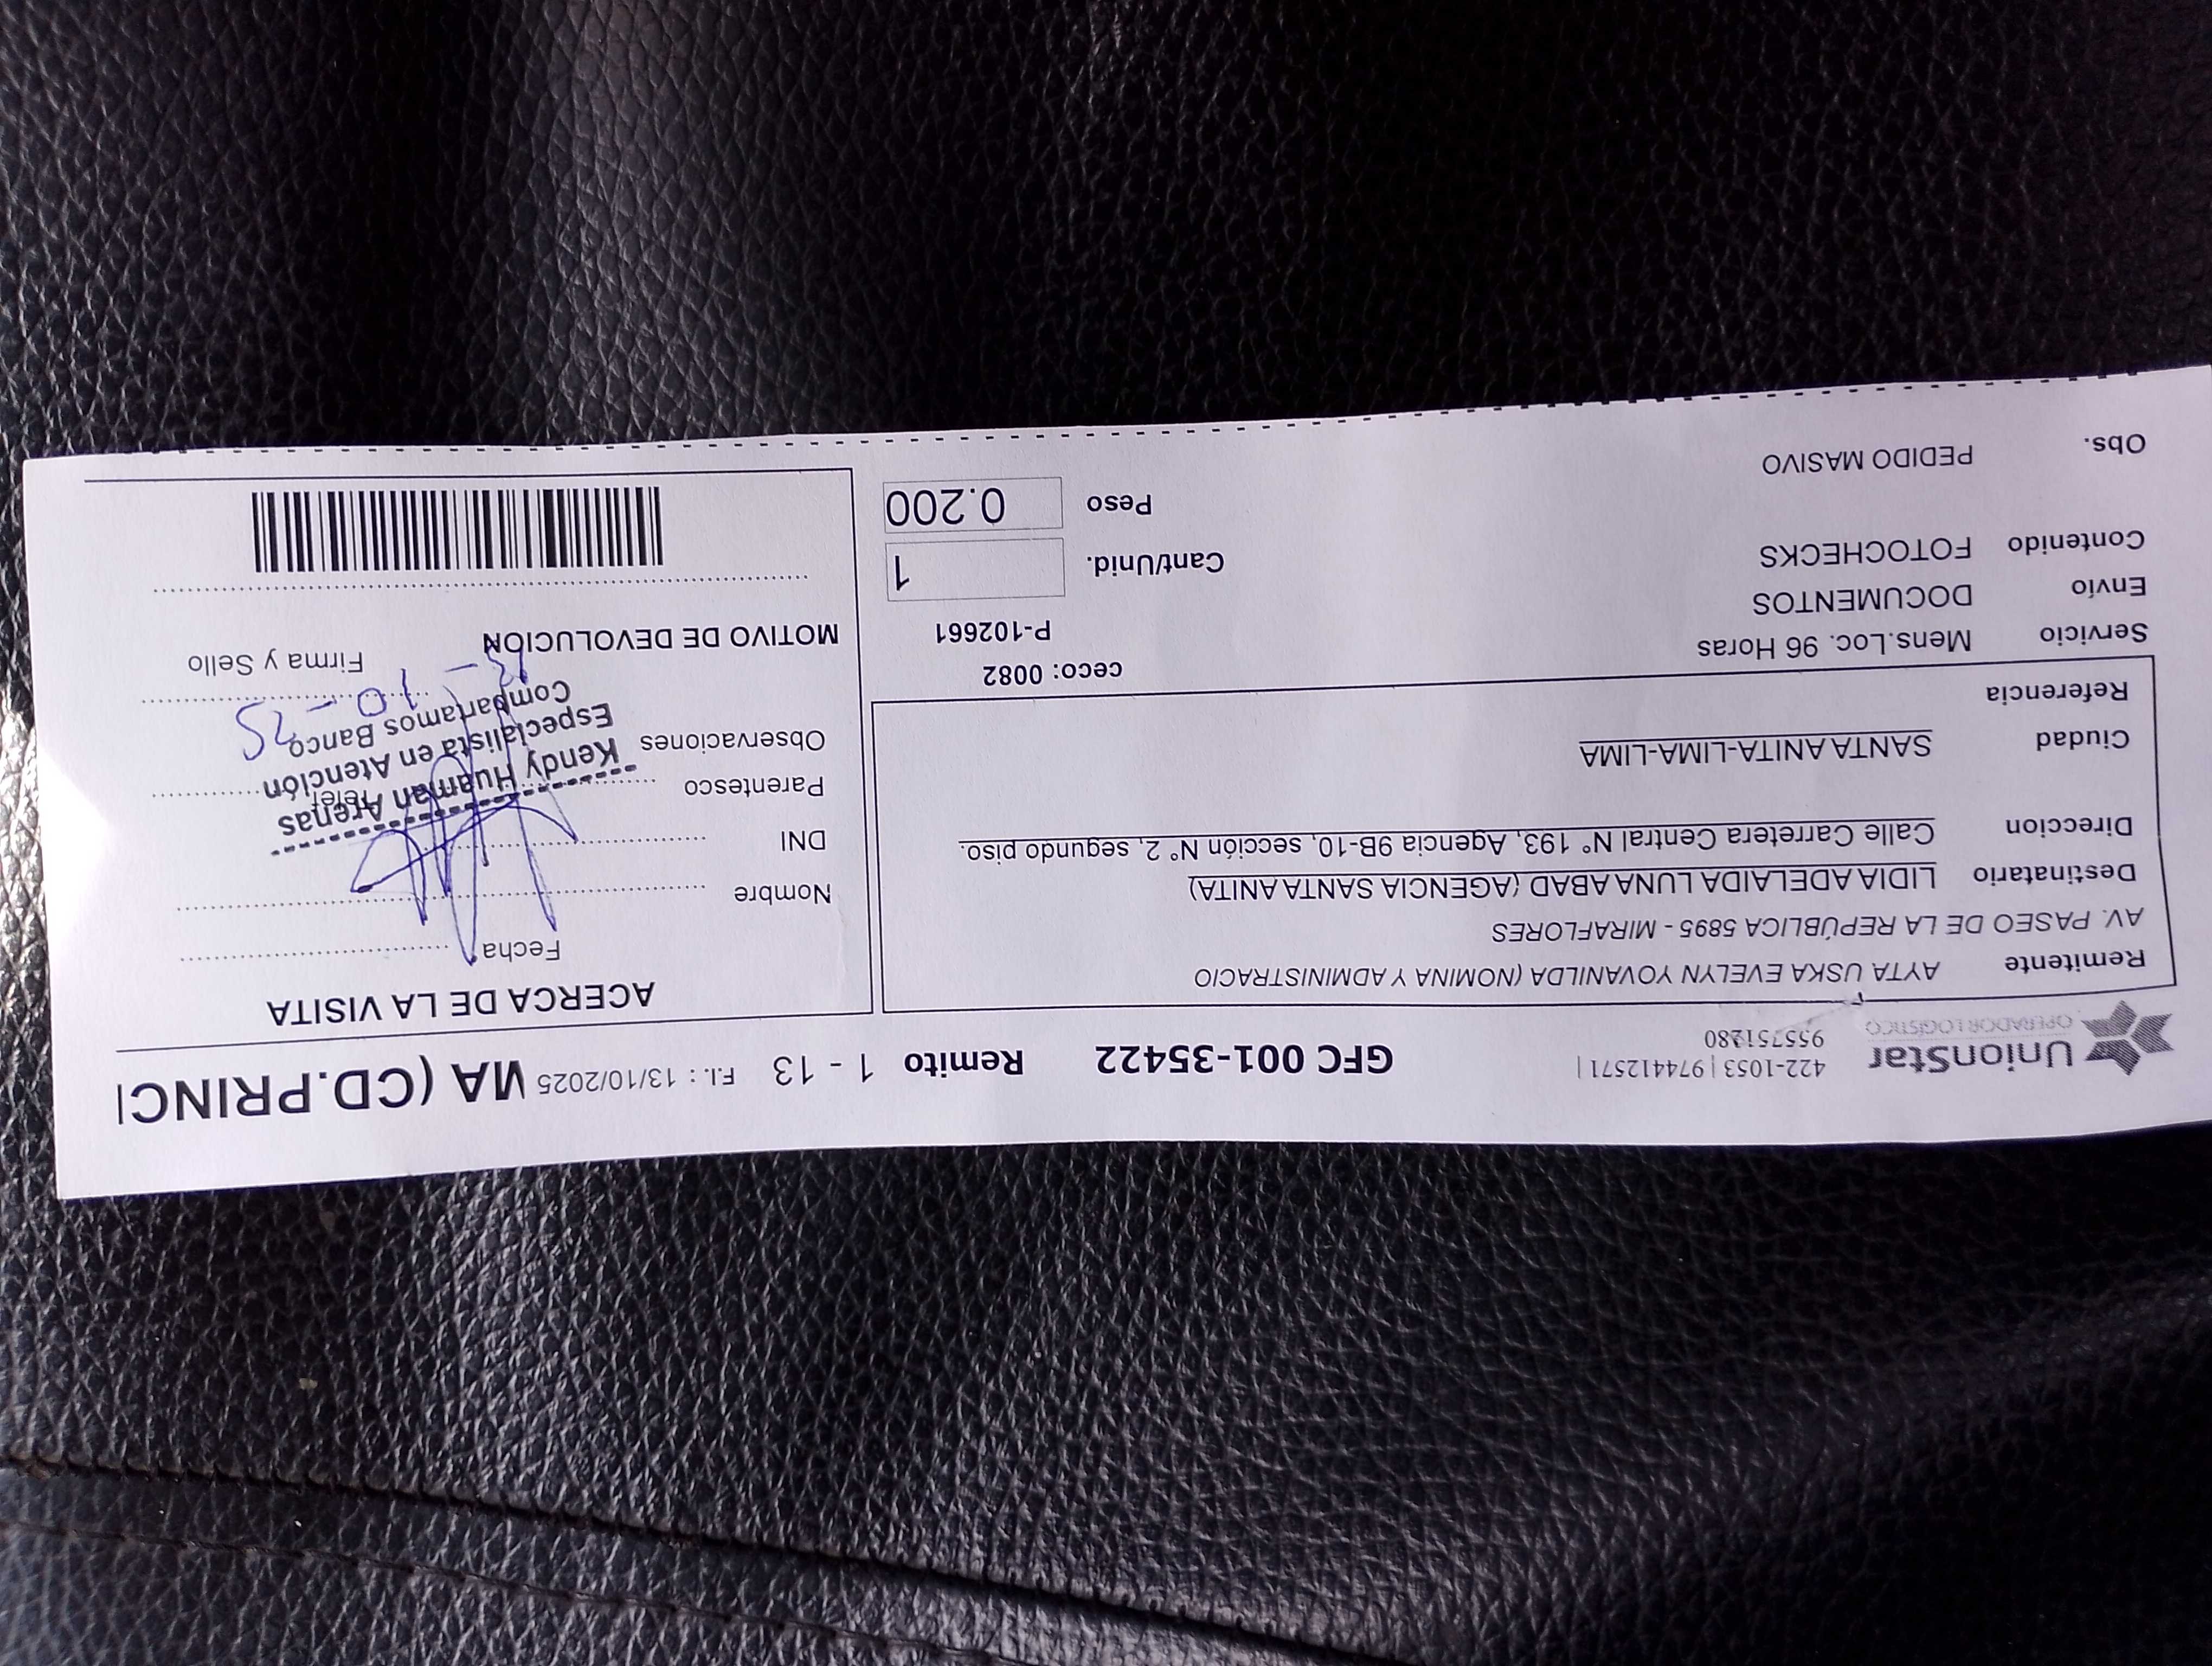 UnionStar
OPERADOR LOGÍSTICO
422-1053 | 974412571 |
955751280
GFC 001-35422
Remito 1 - 13
F.I. : 13/10/2025
MA (CD.PRINCI
Remitente AYTA USKA EVELYN YOVANILDA (NOMINA Y ADMINISTRACIO
AV. PASEO DE LA REPÚBLICA 5895 - MIRAFLORES
Destinatario LIDIA ADELAIDA LUNA ABAD (AGENCIA SANTA ANITA)
Direccion Calle Carretera Central N° 193, Agencia 9B-10, sección N° 2, segundo piso.
Ciudad SANTA ANITA-LIMA-LIMA
Referencia
Servicio Mens.Loc. 96 Horas
Envío DOCUMENTOS
Contenido FOTOCHECKS
Obs. PEDIDO MASIVO
ceco: 0082
P-102661
Cant/Unid. 1
Peso 0.200
ACERCA DE LA VISITA
Fecha
Nombre
DNI
Parentesco Telef.
Observaciones
Kendy Huaman Arenas
Especialista en Atención
Compartamos Banco
10 - 25
Firma y Sello
MOTIVO DE DEVOLUCION